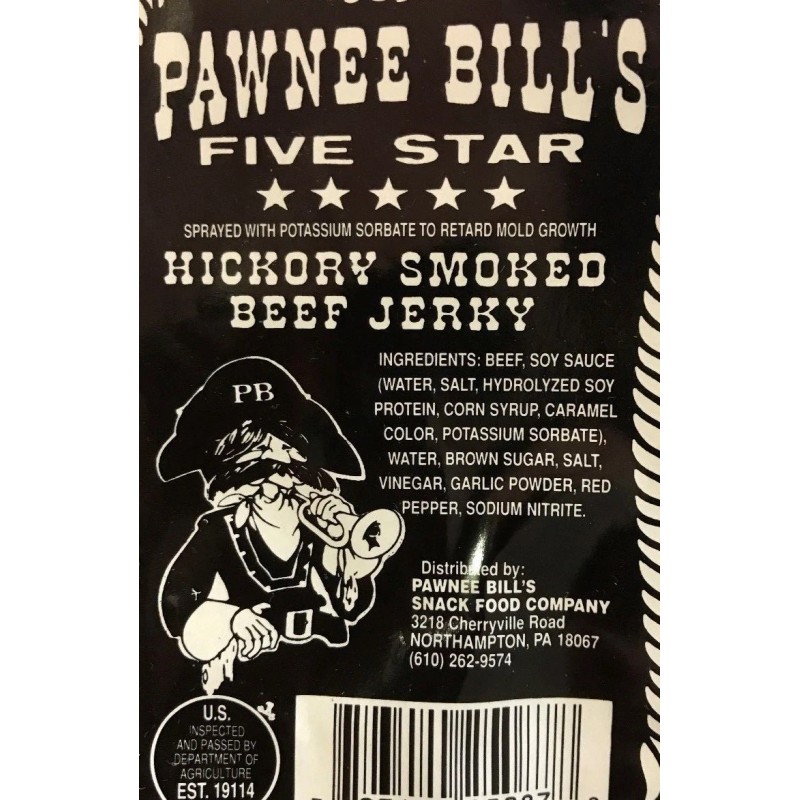 PAWNEE BILL'S
FIVE STAR
SPRAYED WITH POTASSIUM SORBATE TO RETARD MOLD GROWTH
HICKORY SMOKED
BEEF JERKY
PB
INGREDIENTS: BEEF, SOY SAUCE
(WATER, SALT, HYDROLYZED SOY
PROTEIN, CORN SYRUP, CARAMEL
COLOR, POTASSIUM SORBATE),
WATER, BROWN SUGAR, SALT,
VINEGAR, GARLIC POWDER, RED
PEPPER, SODIUM NITRITE.
Distributed by:
PAWNEE BILL'S
SNACK FOOD COMPANY
3218 Cherryville Road
NORTHAMPTON, PA 18067
(610) 262-9574
U.S.
INSPECTED
AND PASSED BY
DEPARTMENT OF
AGRICULTURE
EST. 19114